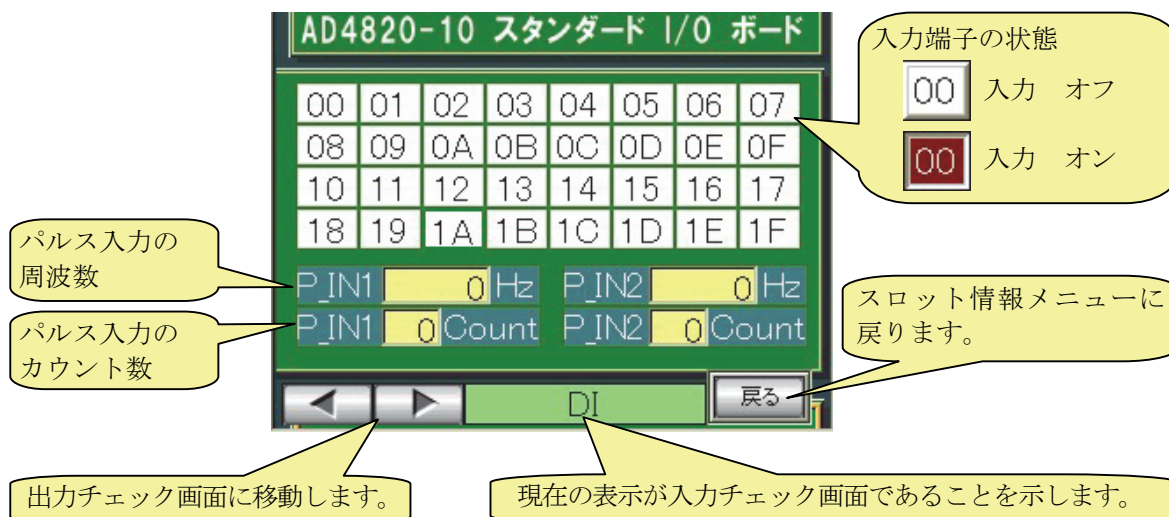 AD4820-10 スタンダード I/O ボード
入力端子の状態
00 入力 オフ
00 入力 オン
00 01 02 03 04 05 06 07
08 09 0A 0B 0C 0D 0E 0F
10 11 12 13 14 15 16 17
18 19 1A 1B 1C 1D 1E 1F
パルス入力の
周波数
P_IN1 0 Hz P_IN2 0 Hz
パルス入力の
カウント数
P_IN1 0 Count P_IN2 0 Count
スロット情報メニューに
戻ります。
DI 戻る
出力チェック画面に移動します。
現在の表示が入力チェック画面であることを示します。